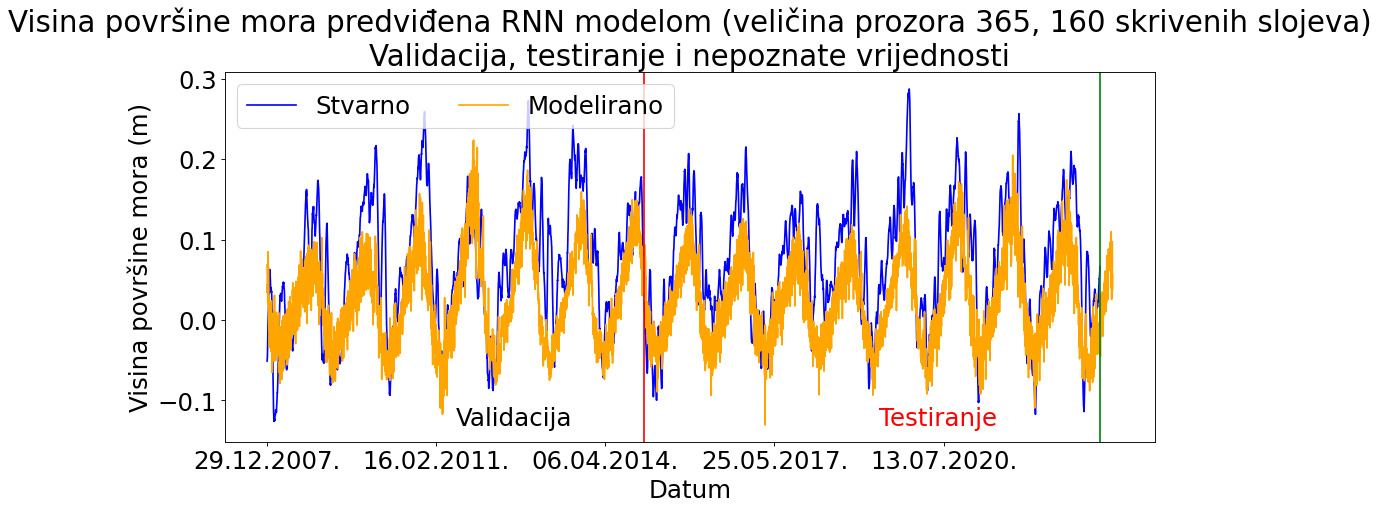 Visina površine mora predviđena RNN modelom (veličina prozora 365, 160 skrivenih slojeva)
Validacija, testiranje i nepoznate vrijednosti
Stvarno
Modelirano
Visina površine mora (m)
0.3
0.2
0.1
0.0
−0.1
Validacija
Testiranje
29.12.2007.
16.02.2011.
06.04.2014.
25.05.2017.
13.07.2020.
Datum